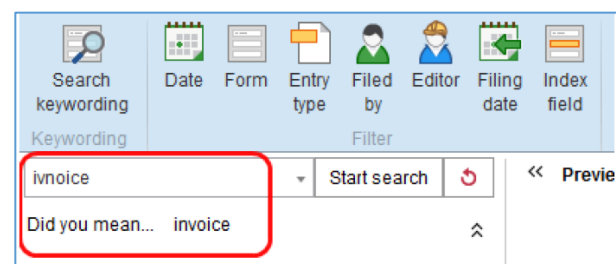 Search keywording
Date
Form
Entry type
Filed by
Editor
Filing date
Index field
Keywording
Filter
ivnoice
Start search
Previe
Did you mean... invoice